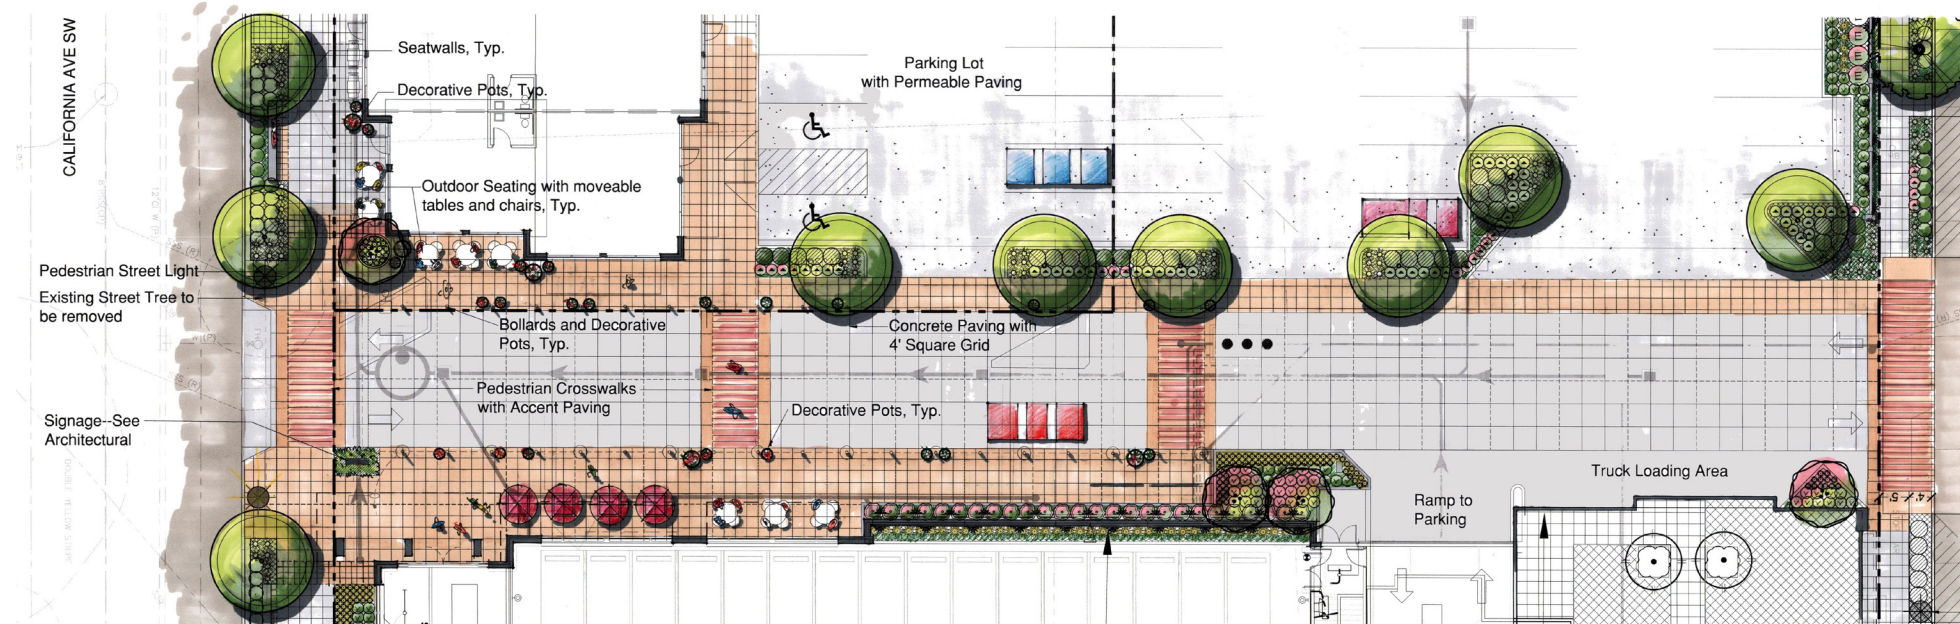 CALIFORNIA AVE SW
Seatwalls, Typ.
Decorative Pots, Typ.
Parking Lot
with Permeable Paving
Outdoor Seating with moveable
tables and chairs, Typ.
Pedestrian Street Light
Existing Street Tree to
be removed
Bollards and Decorative
Pots, Typ.
Concrete Paving with
4' Square Grid
Pedestrian Crosswalks
with Accent Paving
Decorative Pots, Typ.
Signage--See
Architectural
Truck Loading Area
Ramp to
Parking
DOUBLE YELLOW STRIPE